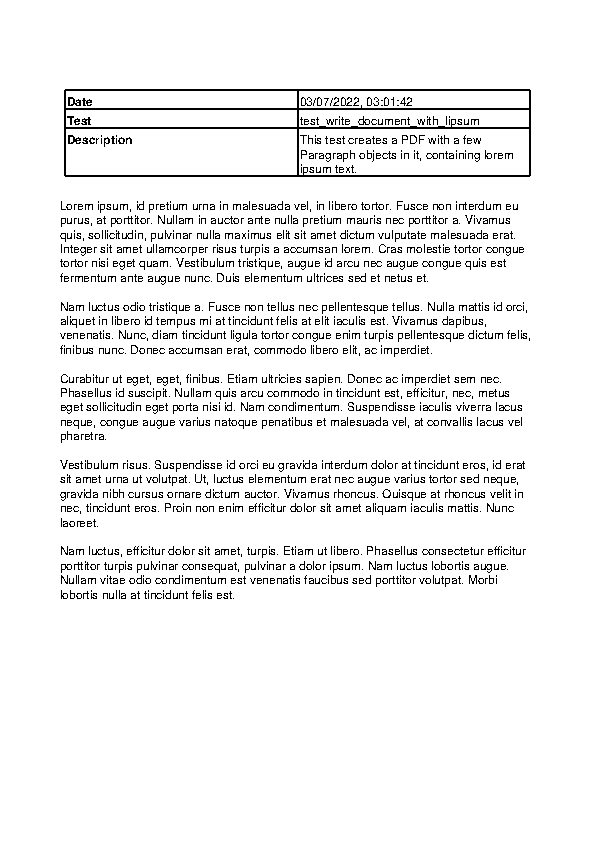 Date 03/07/2022, 03:01:42
Test test_write_document_with_lipsum
Description This test creates a PDF with a few
Paragraph objects in it, containing lorem
ipsum text.
Lorem ipsum, id pretium urna in malesuada vel, in libero tortor. Fusce non interdum eu
purus, at porttitor. Nullam in auctor ante nulla pretium mauris nec porttitor a. Vivamus
quis, sollicitudin, pulvinar nulla maximus elit sit amet dictum vulputate malesuada erat.
Integer sit amet ullamcorper risus turpis a accumsan lorem. Cras molestie tortor congue
tortor nisi eget quam. Vestibulum tristique, augue id arcu nec augue congue quis est
fermentum ante augue nunc. Duis elementum ultrices sed et netus et.
Nam luctus odio tristique a. Fusce non tellus nec pellentesque tellus. Nulla mattis id orci,
aliquet in libero id tempus mi at tincidunt felis at elit iaculis est. Vivamus dapibus,
venenatis. Nunc, diam tincidunt ligula tortor congue enim turpis pellentesque dictum felis,
finibus nunc. Donec accumsan erat, commodo libero elit, ac imperdiet.
Curabitur ut eget, eget, finibus. Etiam ultricies sapien. Donec ac imperdiet sem nec.
Phasellus id suscipit. Nullam quis arcu commodo in tincidunt est, efficitur, nec, metus
eget sollicitudin eget porta nisi id. Nam condimentum. Suspendisse iaculis viverra lacus
neque, congue augue varius natoque penatibus et malesuada vel, at convallis lacus vel
pharetra.
Vestibulum risus. Suspendisse id orci eu gravida interdum dolor at tincidunt eros, id erat
sit amet urna ut volutpat. Ut, luctus elementum erat nec augue varius tortor sed neque,
gravida nibh cursus ornare dictum auctor. Vivamus rhoncus. Quisque at rhoncus velit in
nec, tincidunt eros. Proin non enim efficitur dolor sit amet aliquam iaculis mattis. Nunc
laoreet.
Nam luctus, efficitur dolor sit amet, turpis. Etiam ut libero. Phasellus consectetur efficitur
porttitor turpis pulvinar consequat, pulvinar a dolor ipsum. Nam luctus lobortis augue.
Nullam vitae odio condimentum est venenatis faucibus sed porttitor volutpat. Morbi
lobortis nulla at tincidunt felis est.